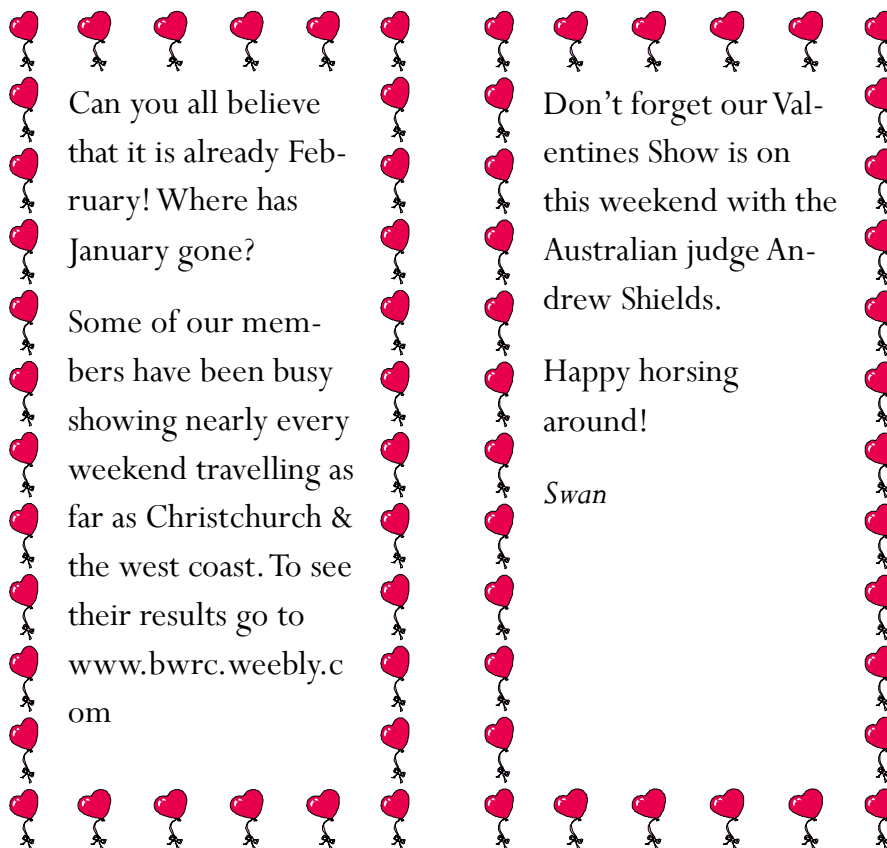 Can you all believe
that it is already Feb-
ruary! Where has
January gone?
Some of our mem-
bers have been busy
showing nearly every
weekend travelling as
far as Christchurch &
the west coast. To see
their results go to
www.bwrc.weebly.c
om
Don’t forget our Val-
entines Show is on
this weekend with the
Australian judge An-
drew Shields.
Happy horsing
around!
Swan